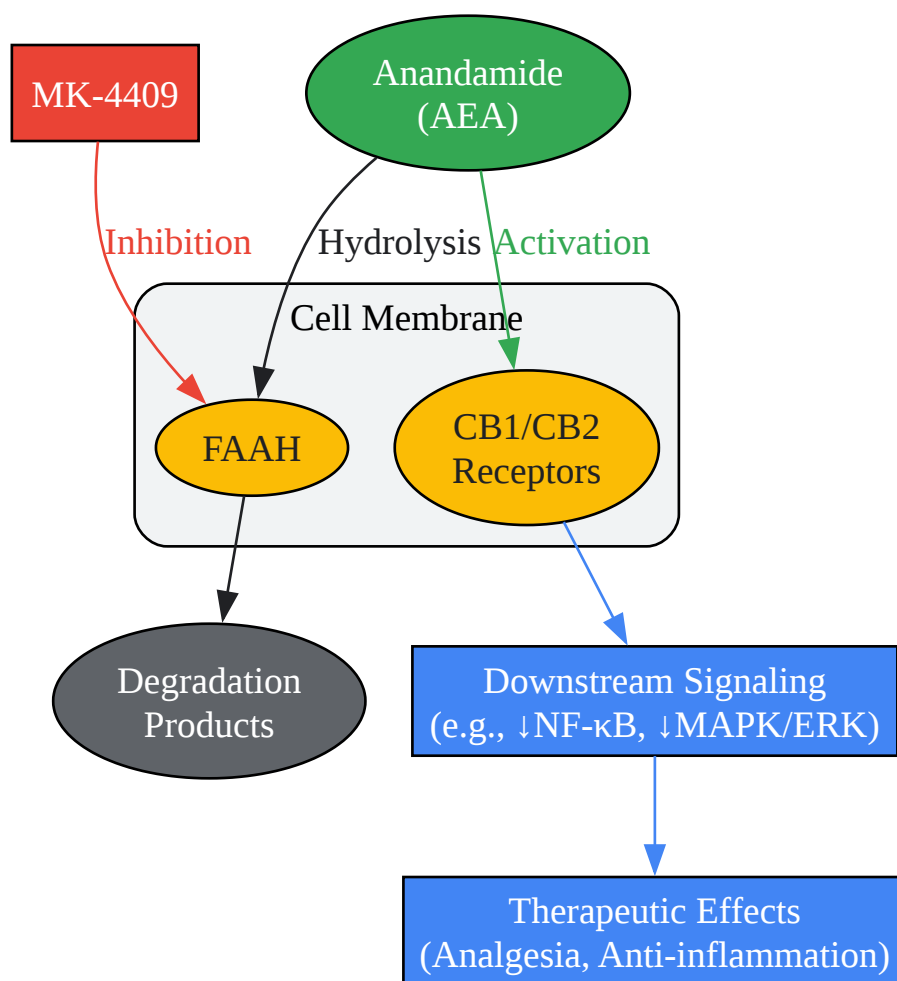 MK-4409
Anandamide
(AEA)
Inhibition
Hydrolysis
Activation
Cell Membrane
FAAH
CB1/CB2
Receptors
Degradation
Products
Downstream Signaling
(e.g., ↓NF-κB, ↓MAPK/ERK)
Therapeutic Effects
(Analgesia, Anti-inflammation)